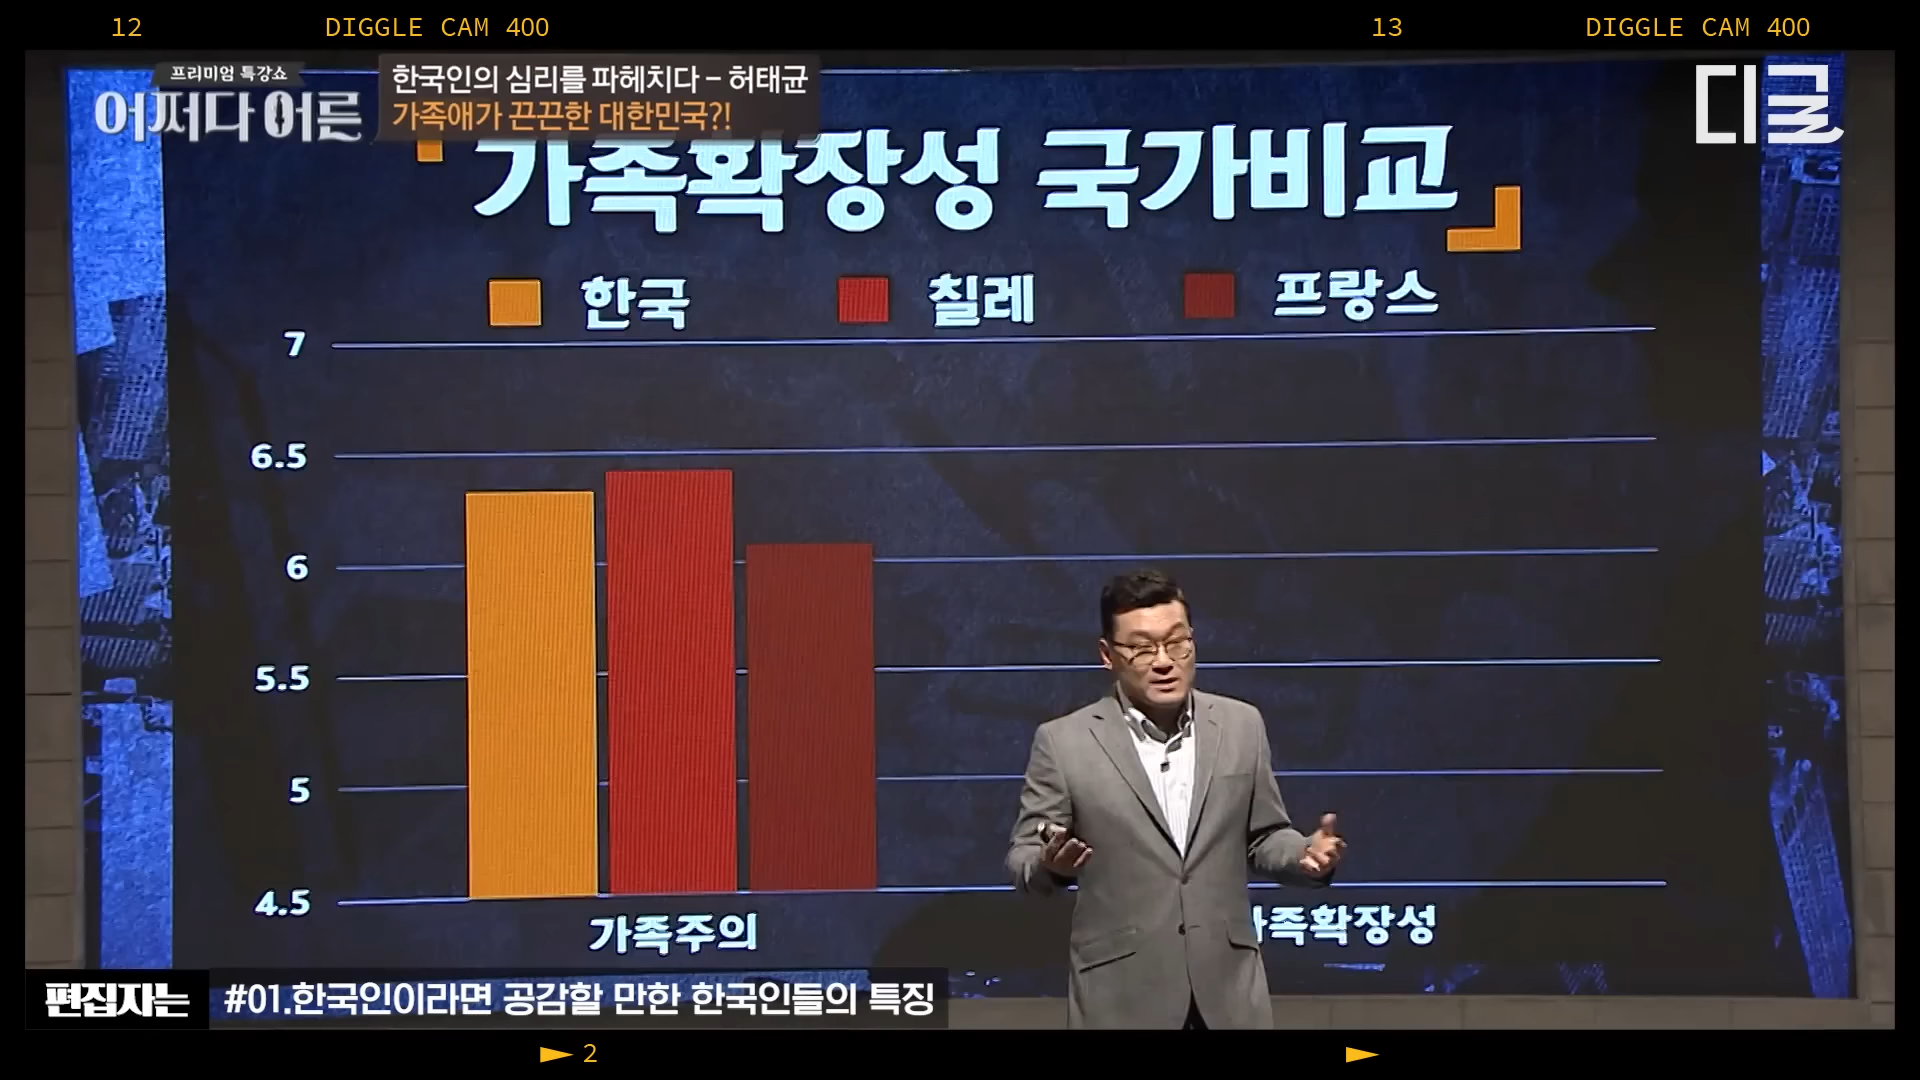 12 DIGGLE CAM 400 13 DIGGLE CAM 400
프리미엄 특강쇼
어쩌다 어른
한국인의 심리를 파헤치다 – 허태균
가족애가 끈끈한 대한민국?!
디글
가족확장성 국가비교
한국 칠레 프랑스
7
6.5
6
5.5
5
4.5
가족주의 가족확장성
편집자는 #01.한국인이라면 공감할 만한 한국인들의 특징
2